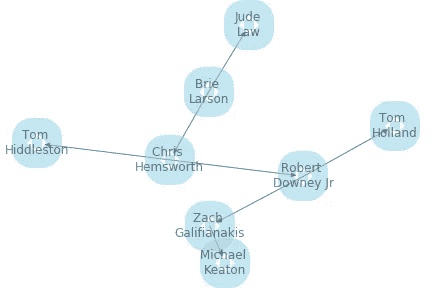 Jude
Law
Brie
Larson
Tom
Holland
Tom
Hiddleston
Chris
Hemsworth
Robert
Downey Jr
Zach
Galifianakis
Michael
Keaton